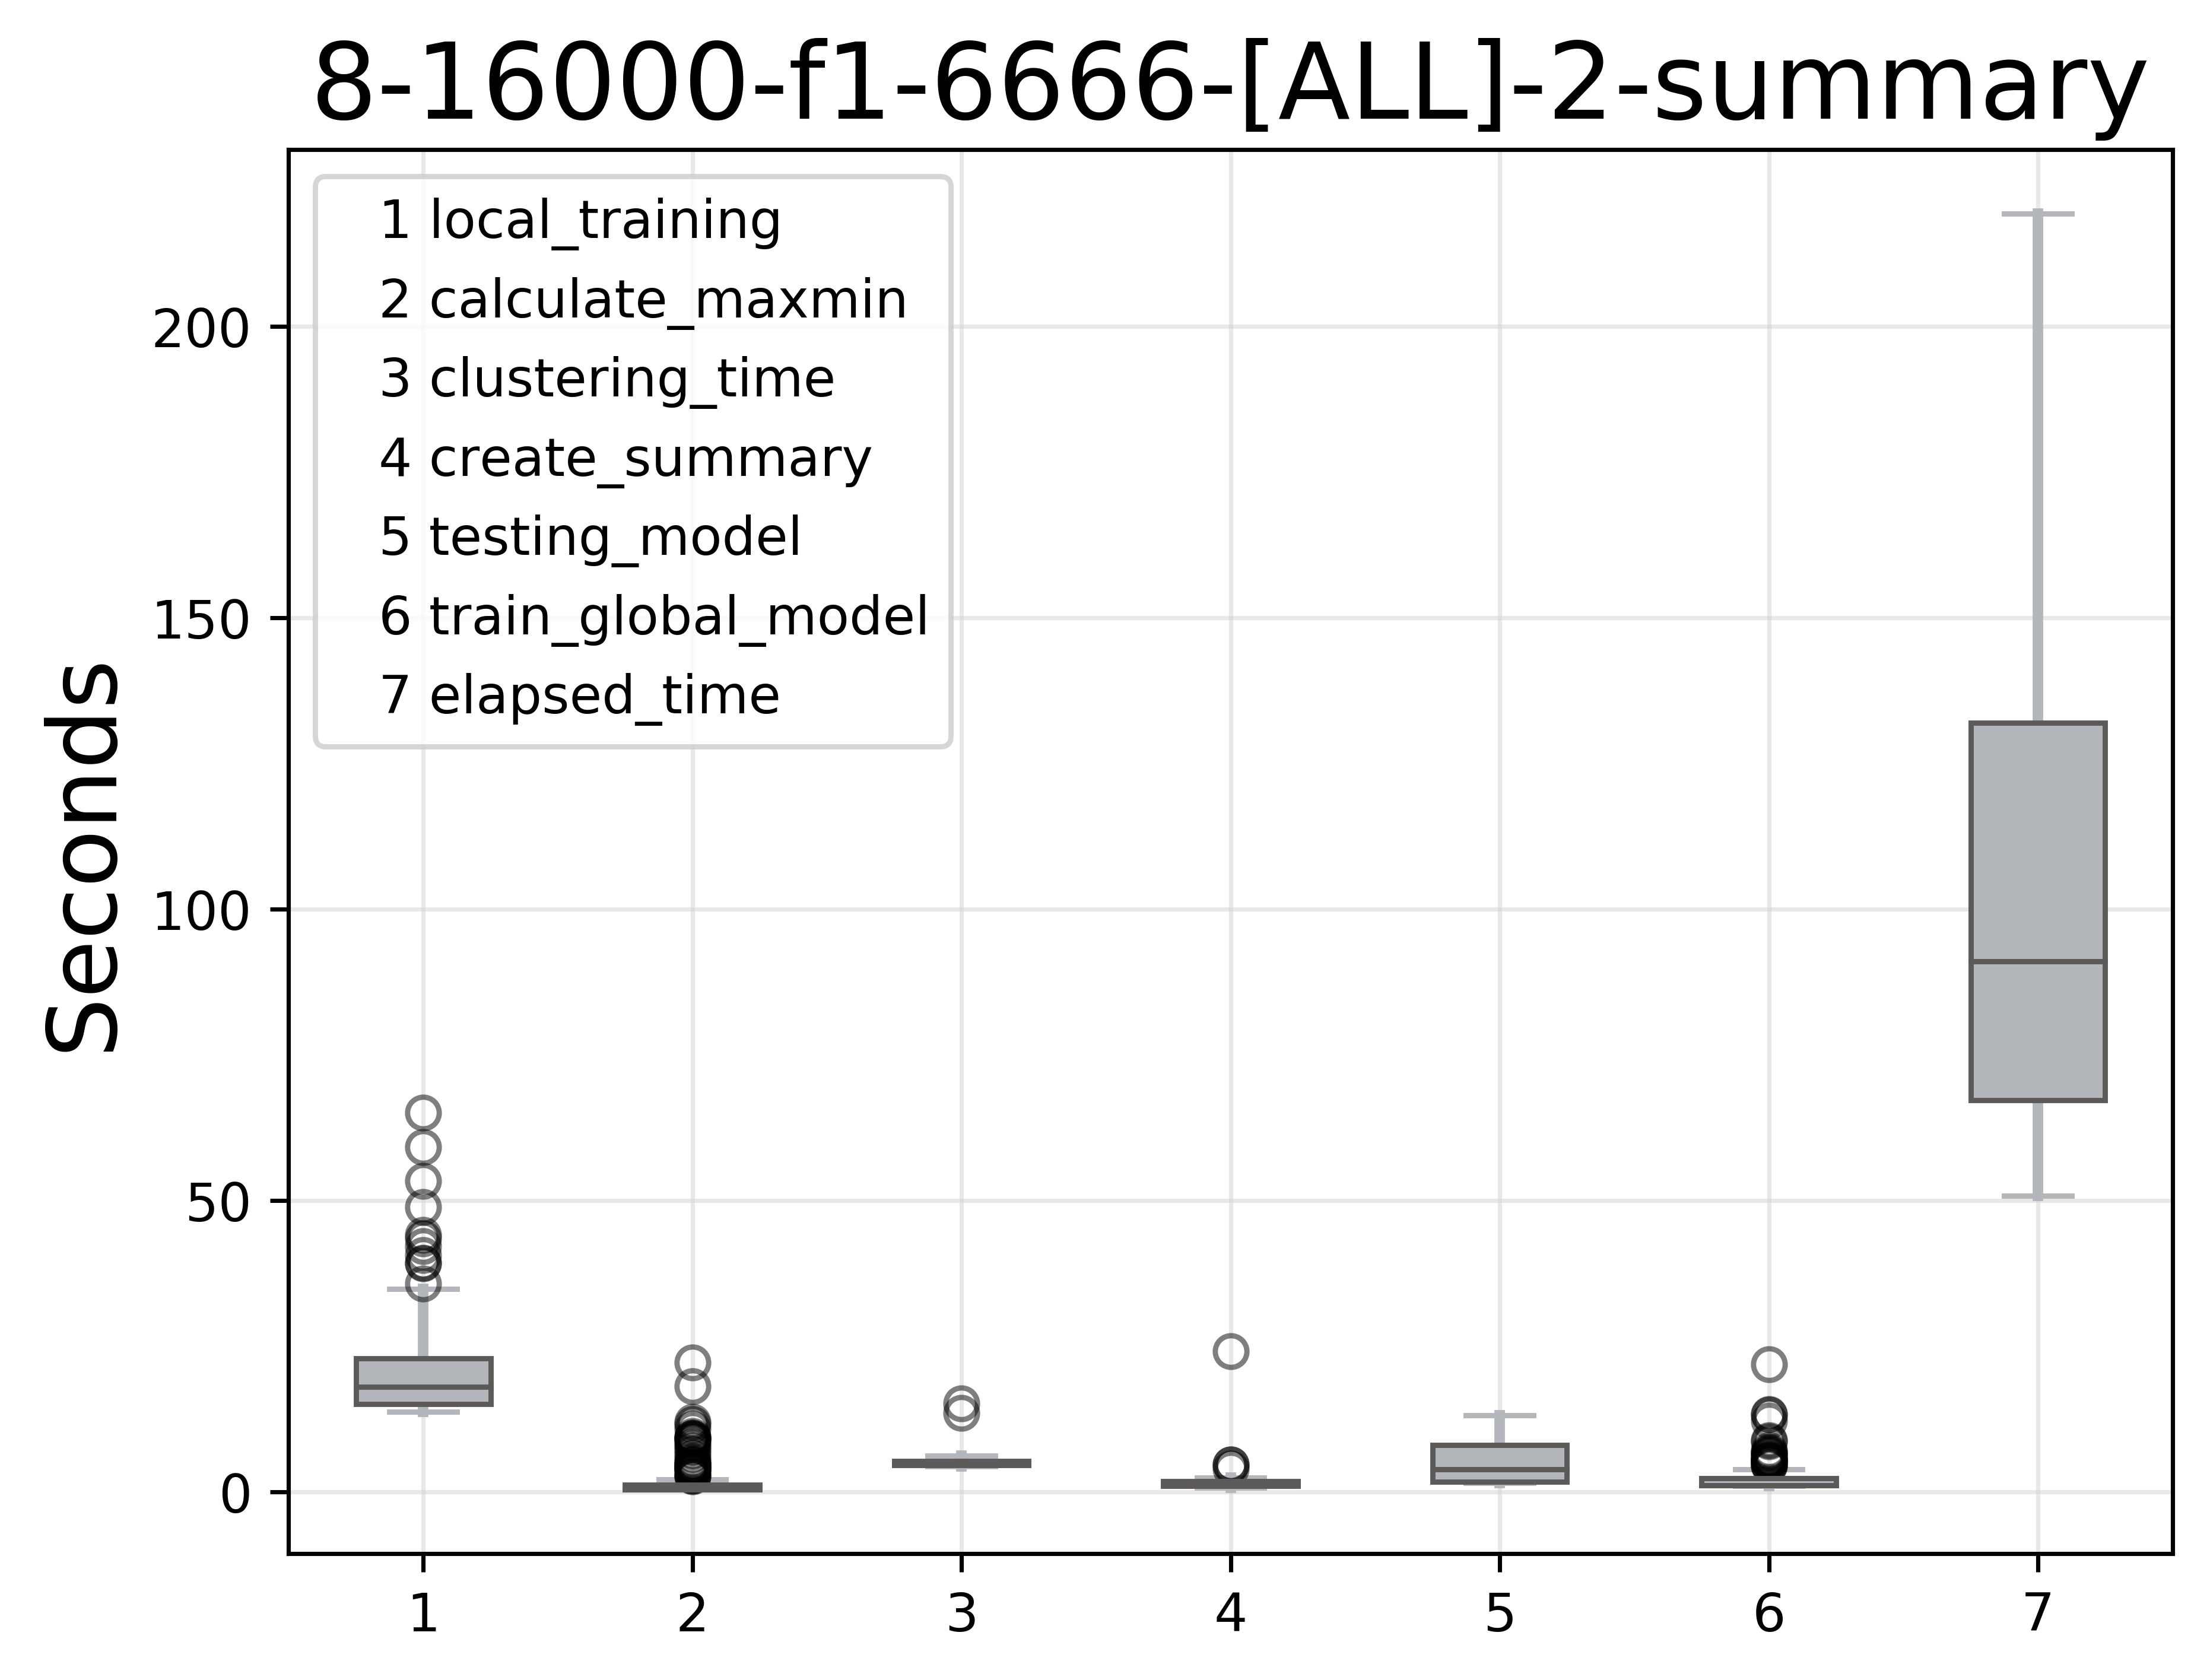 8-16000-f1-6666-[ALL]-2-summary
1 local_training
2 calculate_maxmin
3 clustering_time
4 create_summary
5 testing_model
6 train_global_model
7 elapsed_time
Seconds
200
150
100
50
0
1 2 3 4 5 6 7